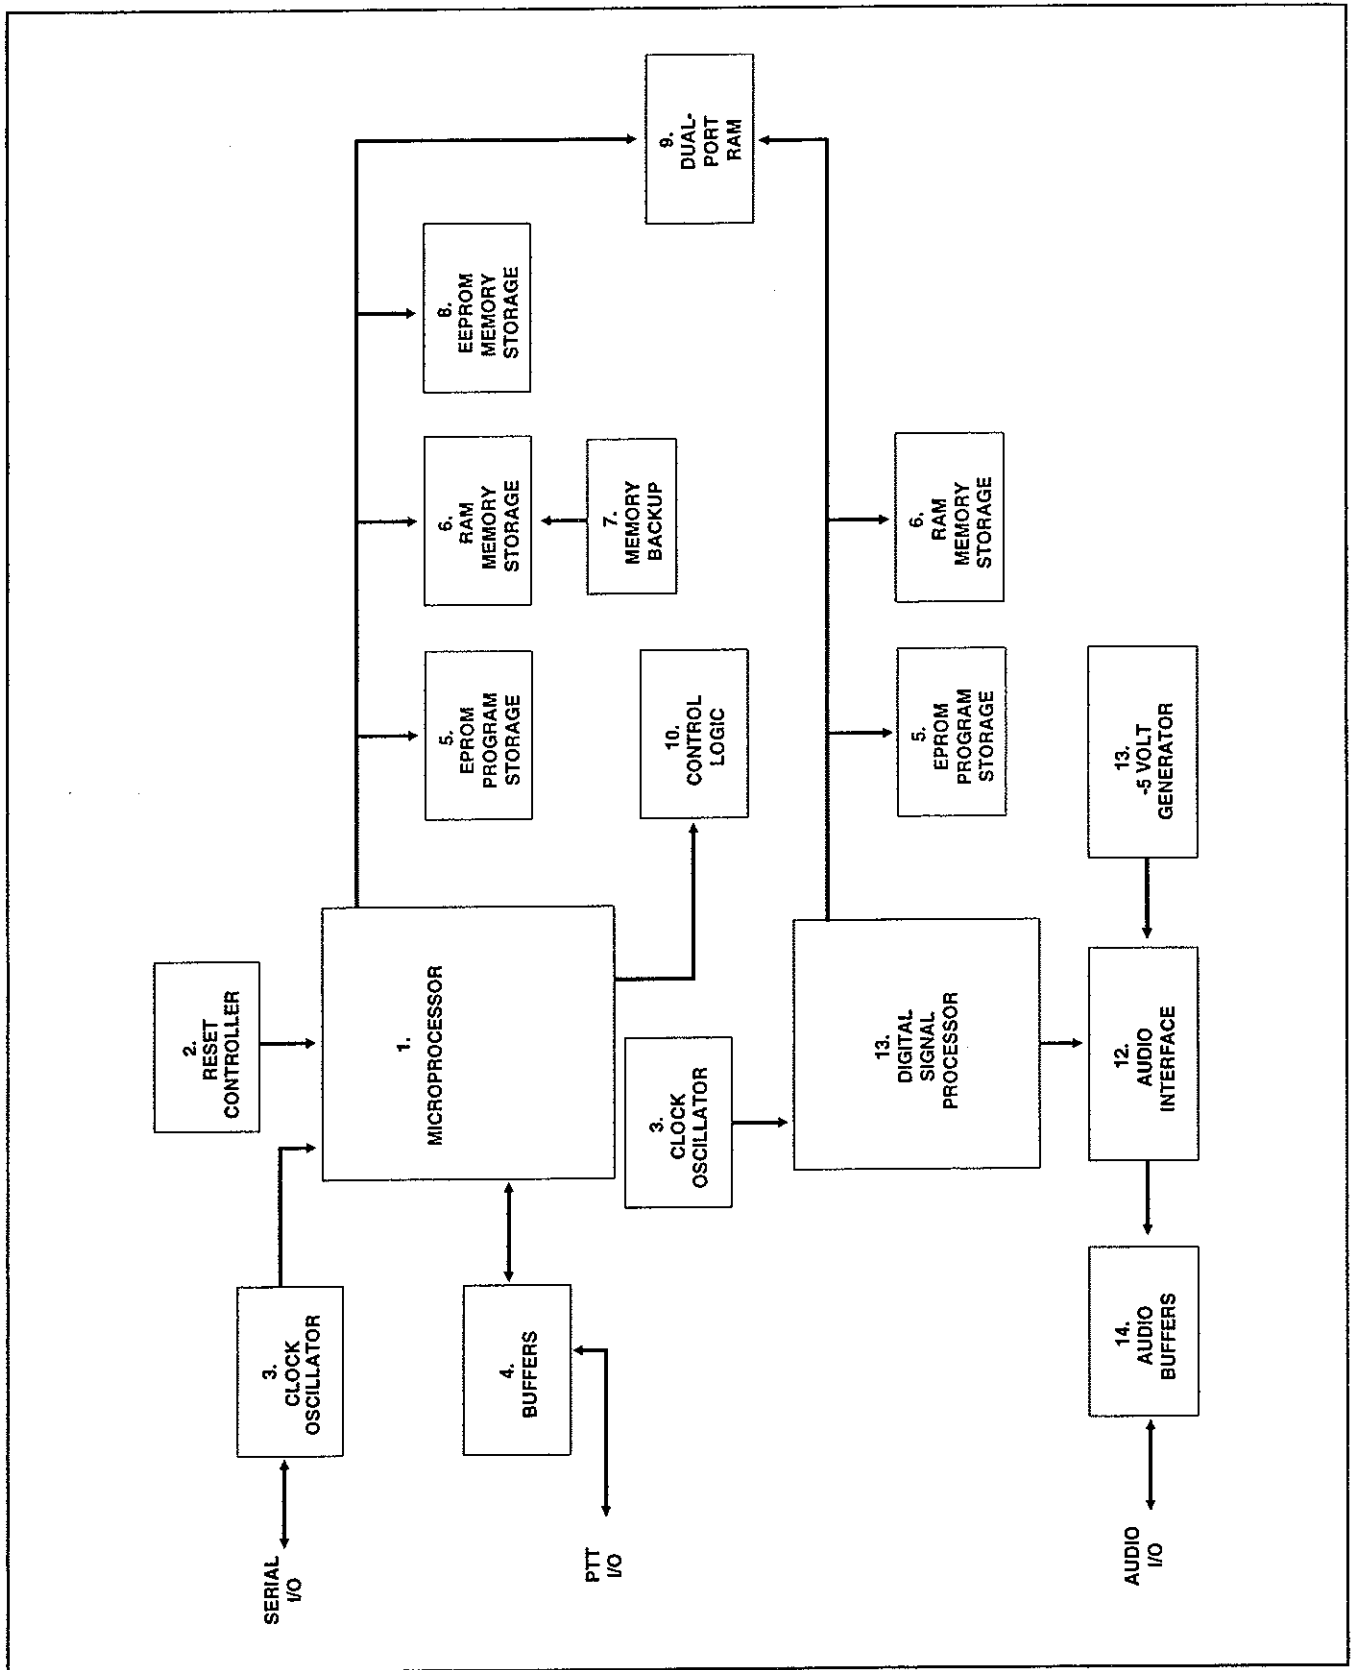 2.
RESET
CONTROLLER
3.
CLOCK
OSCILLATOR
SERIAL
I/O
1.
MICROPROCESSOR
4.
BUFFERS
PTT
I/O
5.
EPROM
PROGRAM
STORAGE
6.
RAM
MEMORY
STORAGE
8.
EEPROM
MEMORY
STORAGE
7.
MEMORY
BACKUP
9.
DUAL-
PORT
RAM
10.
CONTROL
LOGIC
3.
CLOCK
OSCILLATOR
13.
DIGITAL
SIGNAL
PROCESSOR
5.
EPROM
PROGRAM
STORAGE
6.
RAM
MEMORY
STORAGE
AUDIO
I/O
14.
AUDIO
BUFFERS
12.
AUDIO
INTERFACE
13.
-5 VOLT
GENERATOR